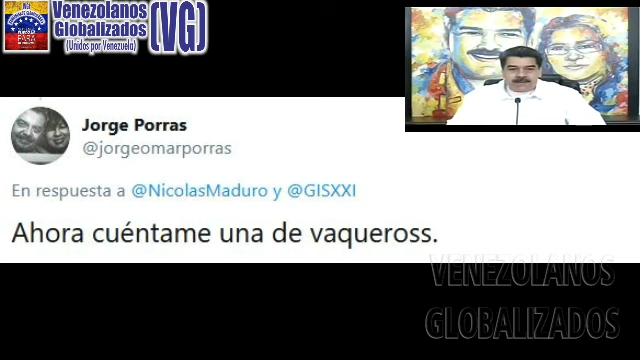 Venezolanos
Globalizados
(Unidos por Venezuela)
(VG)
Jorge Porras
@jorgeomarporras
En respuesta a @NicolasMaduro y @GISXXI
Ahora cuéntame una de vaqueross.
VENEZOLANOS
GLOBALIZADOS